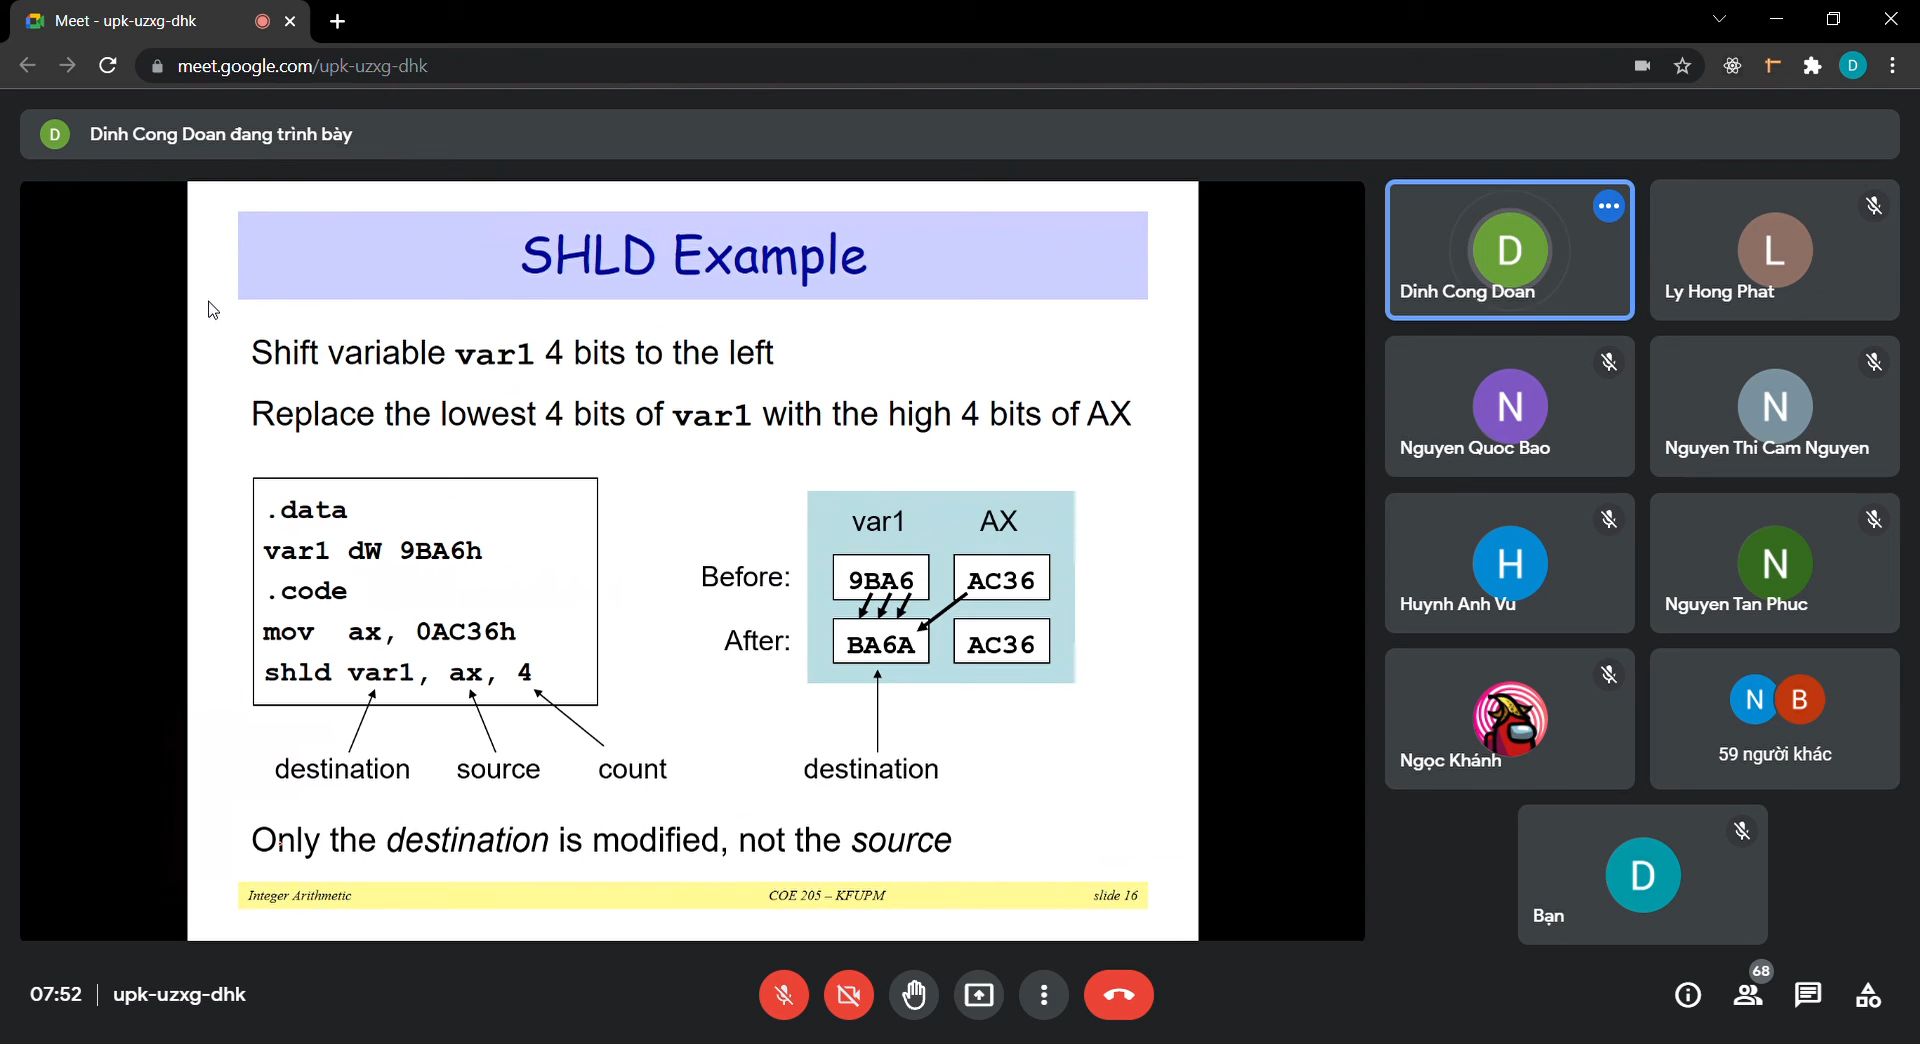 Meet - upk-uzxg-dhk
meet.google.com/upk-uzxg-dhk
D
D
Dinh Cong Doan đang trình bày
SHLD Example
Shift variable var1 4 bits to the left
Replace the lowest 4 bits of var1 with the high 4 bits of AX
.data
var1 dW 9BA6h
.code
mov ax, 0AC36h
shld var1, ax, 4
destination source count
var1 AX
Before: 9BA6 AC36
After: BA6A AC36
destination
Only the destination is modified, not the source
Integer Arithmetic COE 205 – KFUPM slide 16
D
Dinh Cong Doan
L
Ly Hong Phat
N
Nguyen Quoc Bao
N
Nguyen Thi Cam Nguyen
H
Huynh Anh Vu
N
Nguyen Tan Phuc
Ngọc Khánh
N B
59 người khác
D
Bạn
07:52 upk-uzxg-dhk
68